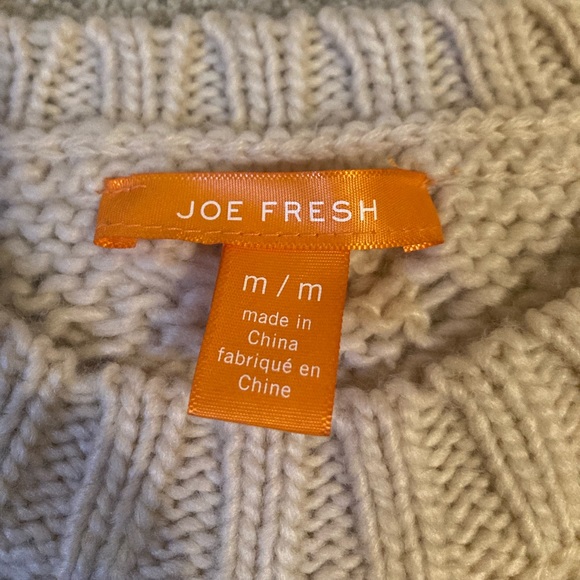 JOE FRESH
m / m
made in
China
fabriqué en
Chine